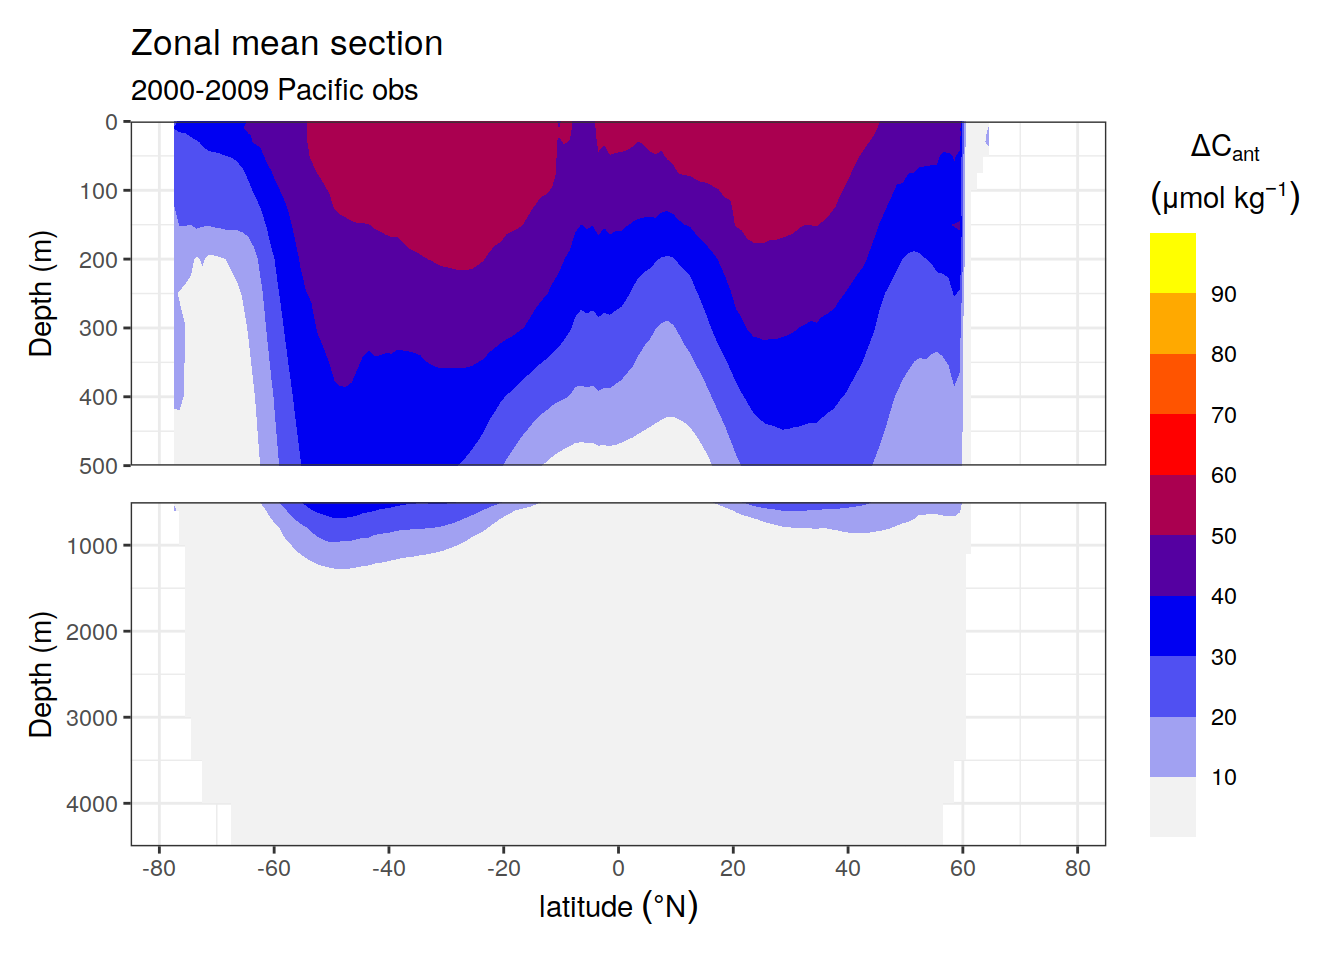 Zonal mean section
2000-2009 Pacific obs
0
100
200
300
400
500
Depth (m)
1000
2000
3000
4000
Depth (m)
-80 -60 -40 -20 0 20 40 60 80
latitude (°N)
ΔCant
(μmol kg⁻¹)
90
80
70
60
50
40
30
20
10